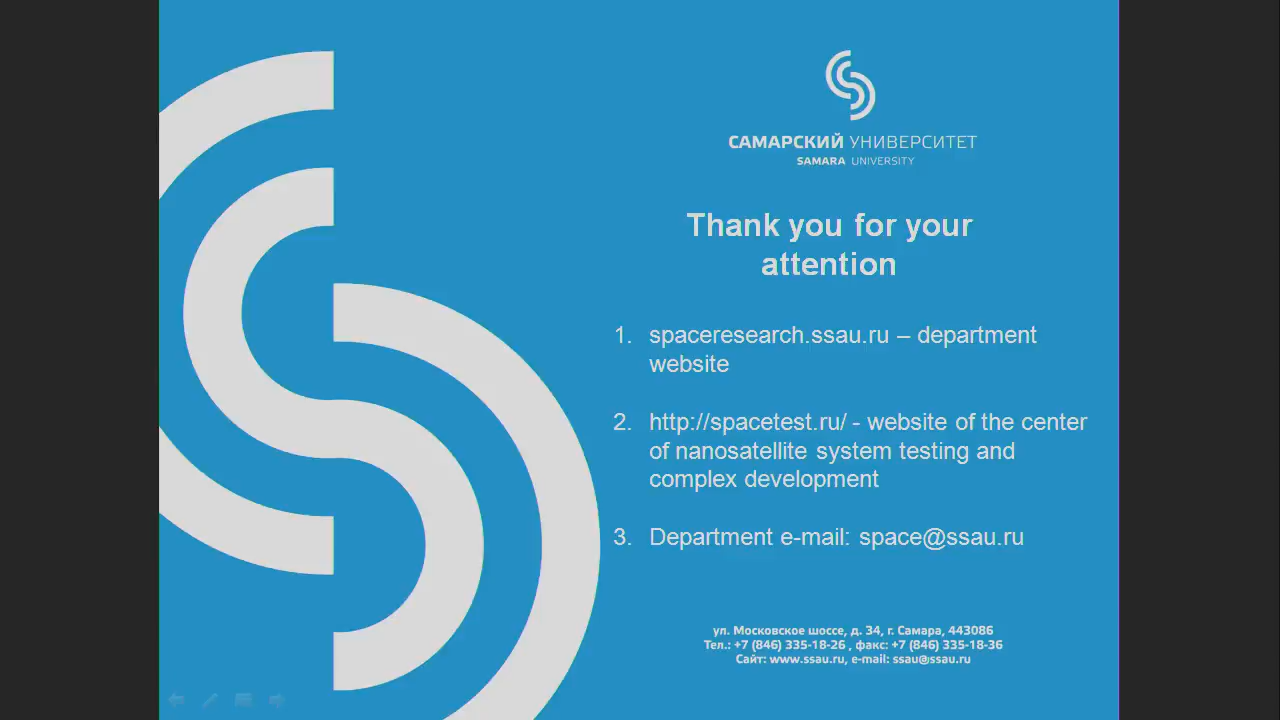 САМАРСКИЙ УНИВЕРСИТЕТ
SAMARA UNIVERSITY
Thank you for your
attention
1. spaceresearch.ssau.ru – department
website
2. http://spacetest.ru/ - website of the center
of nanosatellite system testing and
complex development
3. Department e-mail: space@ssau.ru
ул. Московское шоссе, д. 34, г. Самара, 443086
Тел.: +7 (846) 335-18-26 , факс: +7 (846) 335-18-36
Сайт: www.ssau.ru, e-mail: ssau@ssau.ru